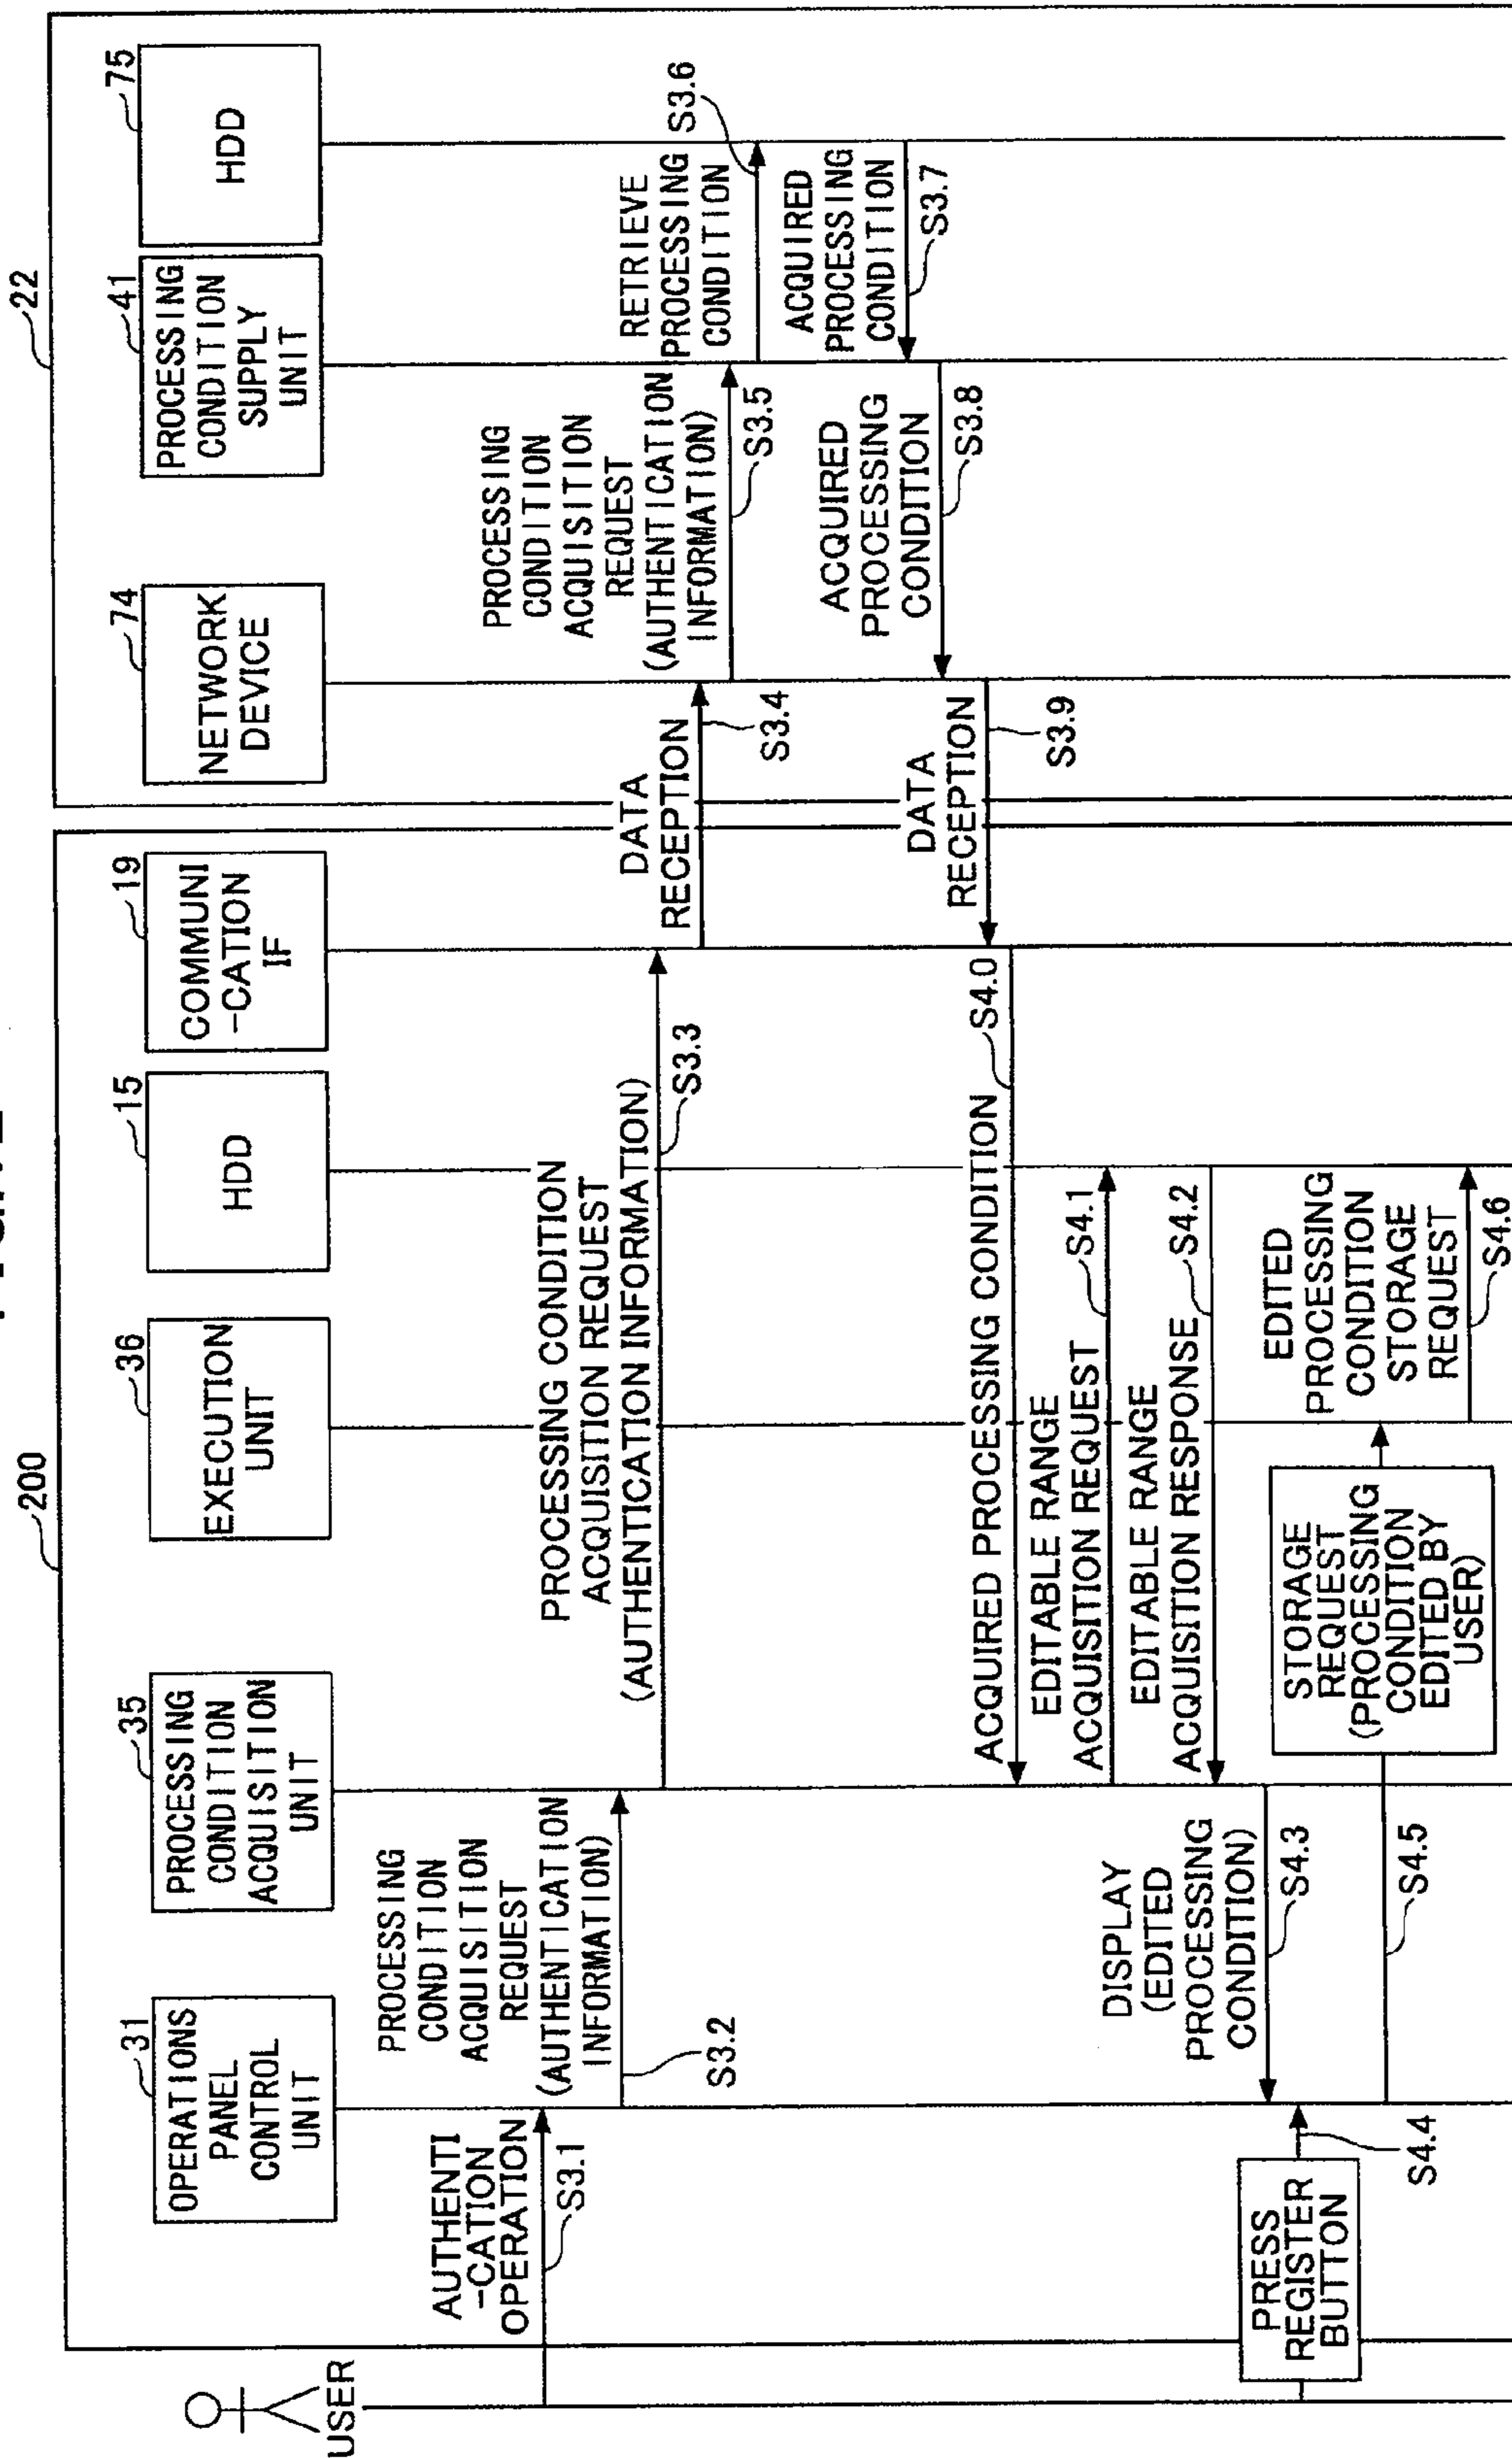 200
22
USER
OPERATIONS
PANEL
CONTROL
UNIT
31
PROCESSING
CONDITION
ACQUISITION
UNIT
35
EXECUTION
UNIT
36
HDD
15
COMMUNI
-CATION
IF
19
NETWORK
DEVICE
74
PROCESSING
CONDITION
SUPPLY
UNIT
41
HDD
75
AUTHENTI
-CATION
OPERATION
S3.1
PROCESSING
CONDITION
ACQUISITION
REQUEST
(AUTHENTICATION
INFORMATION)
S3.2
PROCESSING CONDITION
ACQUISITION REQUEST
(AUTHENTICATION INFORMATION)
S3.3
DATA
RECEPTION
S3.4
PROCESSING
CONDITION
ACQUISITION
REQUEST
(AUTHENTICATION
INFORMATION)
S3.5
RETRIEVE
PROCESSING
CONDITION
S3.6
ACQUIRED
PROCESSING
CONDITION
S3.7
ACQUIRED
PROCESSING
CONDITION
S3.8
DATA
RECEPTION
S3.9
ACQUIRED PROCESSING CONDITION
S4.0
EDITABLE RANGE
ACQUISITION REQUEST
S4.1
EDITABLE RANGE
ACQUISITION RESPONSE
S4.2
DISPLAY
(EDITED
PROCESSING
CONDITION)
S4.3
PRESS
REGISTER
BUTTON
S4.4
STORAGE
REQUEST
(PROCESSING
CONDITION
EDITED BY
USER)
S4.5
EDITED
PROCESSING
CONDITION
STORAGE
REQUEST
S4.6